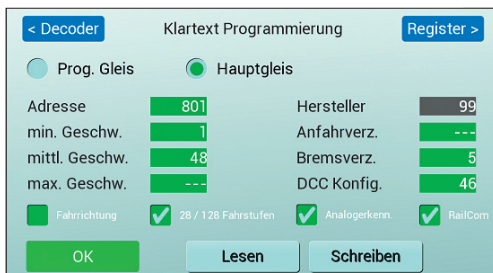 < Decoder Klartext Programmierung Register >
Prog. Gleis Hauptgleis
Adresse 801 Hersteller 99
min. Geschw. 1 Anfahrverz. ---
mittl. Geschw. 48 Bremsverz. 5
max. Geschw. --- DCC Konfig. 46
Fahrrichtung 28 / 128 Fahrstufen Analogerkenn. RailCom
OK Lesen Schreiben